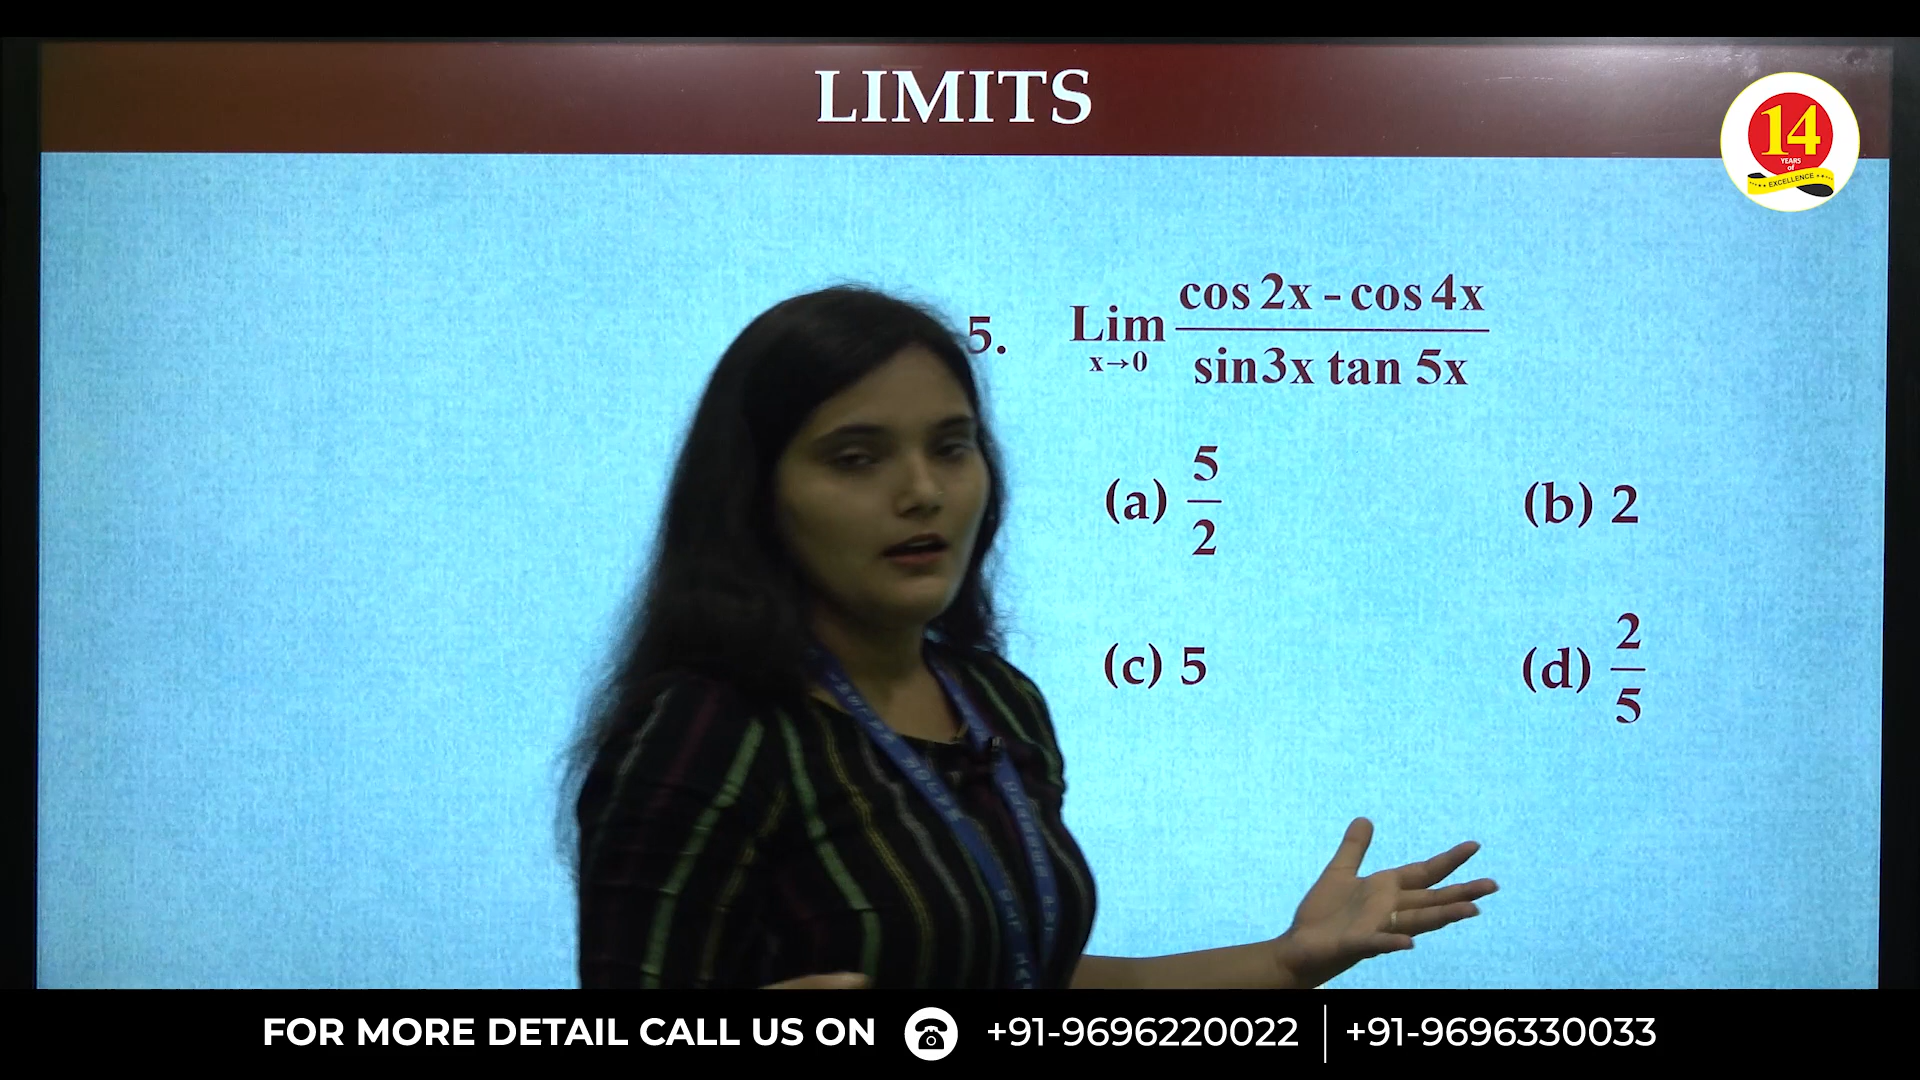 LIMITS
14
YEARS
of
EXCELLENCE
5. Lim x→0 cos 2x - cos 4x / sin3x tan 5x
(a) 5/2 (b) 2
(c) 5 (d) 2/5
FOR MORE DETAIL CALL US ON +91-9696220022 | +91-9696330033